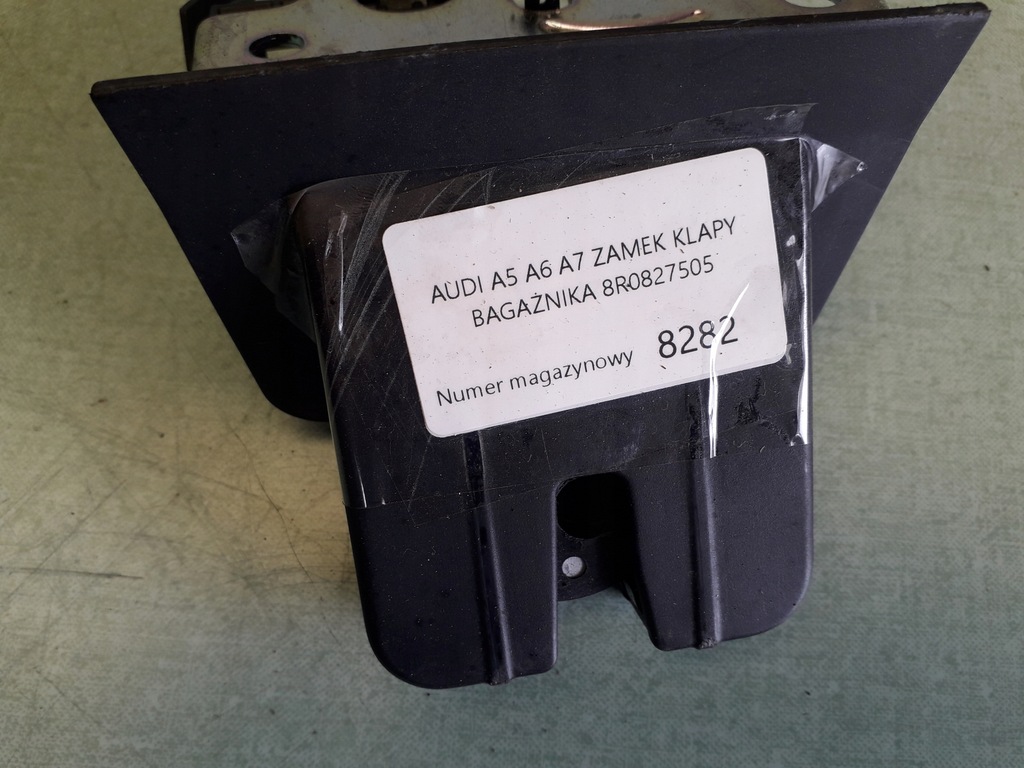 AUDI A5 A6 A7 ZAMEK KLAPY
BAGAŻNIKA 8R0827505
Numer magazynowy 8282